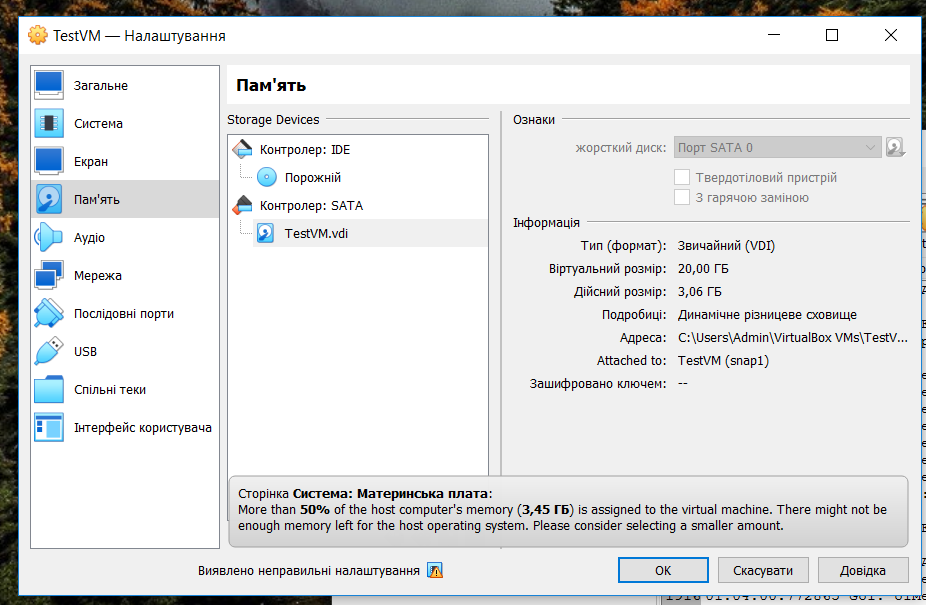 TestVM — Налаштування
Загальне
Система
Екран
Пам'ять
Аудіо
Мережа
Послідовні порти
USB
Спільні теки
Інтерфейс користувача
Пам'ять
Storage Devices
Контролер: IDE
Порожній
Контролер: SATA
TestVM.vdi
Ознаки
жорсткий диск: Порт SATA 0
Твердотіловий пристрій
З гарячою заміною
Інформація
Тип (формат): Звичайний (VDI)
Віртуальний розмір: 20,00 ГБ
Дійсний розмір: 3,06 ГБ
Подробиці: Динамічне різницеве сховище
Адреса: C:\Users\Admin\VirtualBox VMs\TestV...
Attached to: TestVM (snap1)
Зашифровано ключем: --
Сторінка Система: Материнська плата:
More than 50% of the host computer's memory (3,45 ГБ) is assigned to the virtual machine. There might not be
enough memory left for the host operating system. Please consider selecting a smaller amount.
Виявлено неправильні налаштування
ОК
Скасувати
Довідка